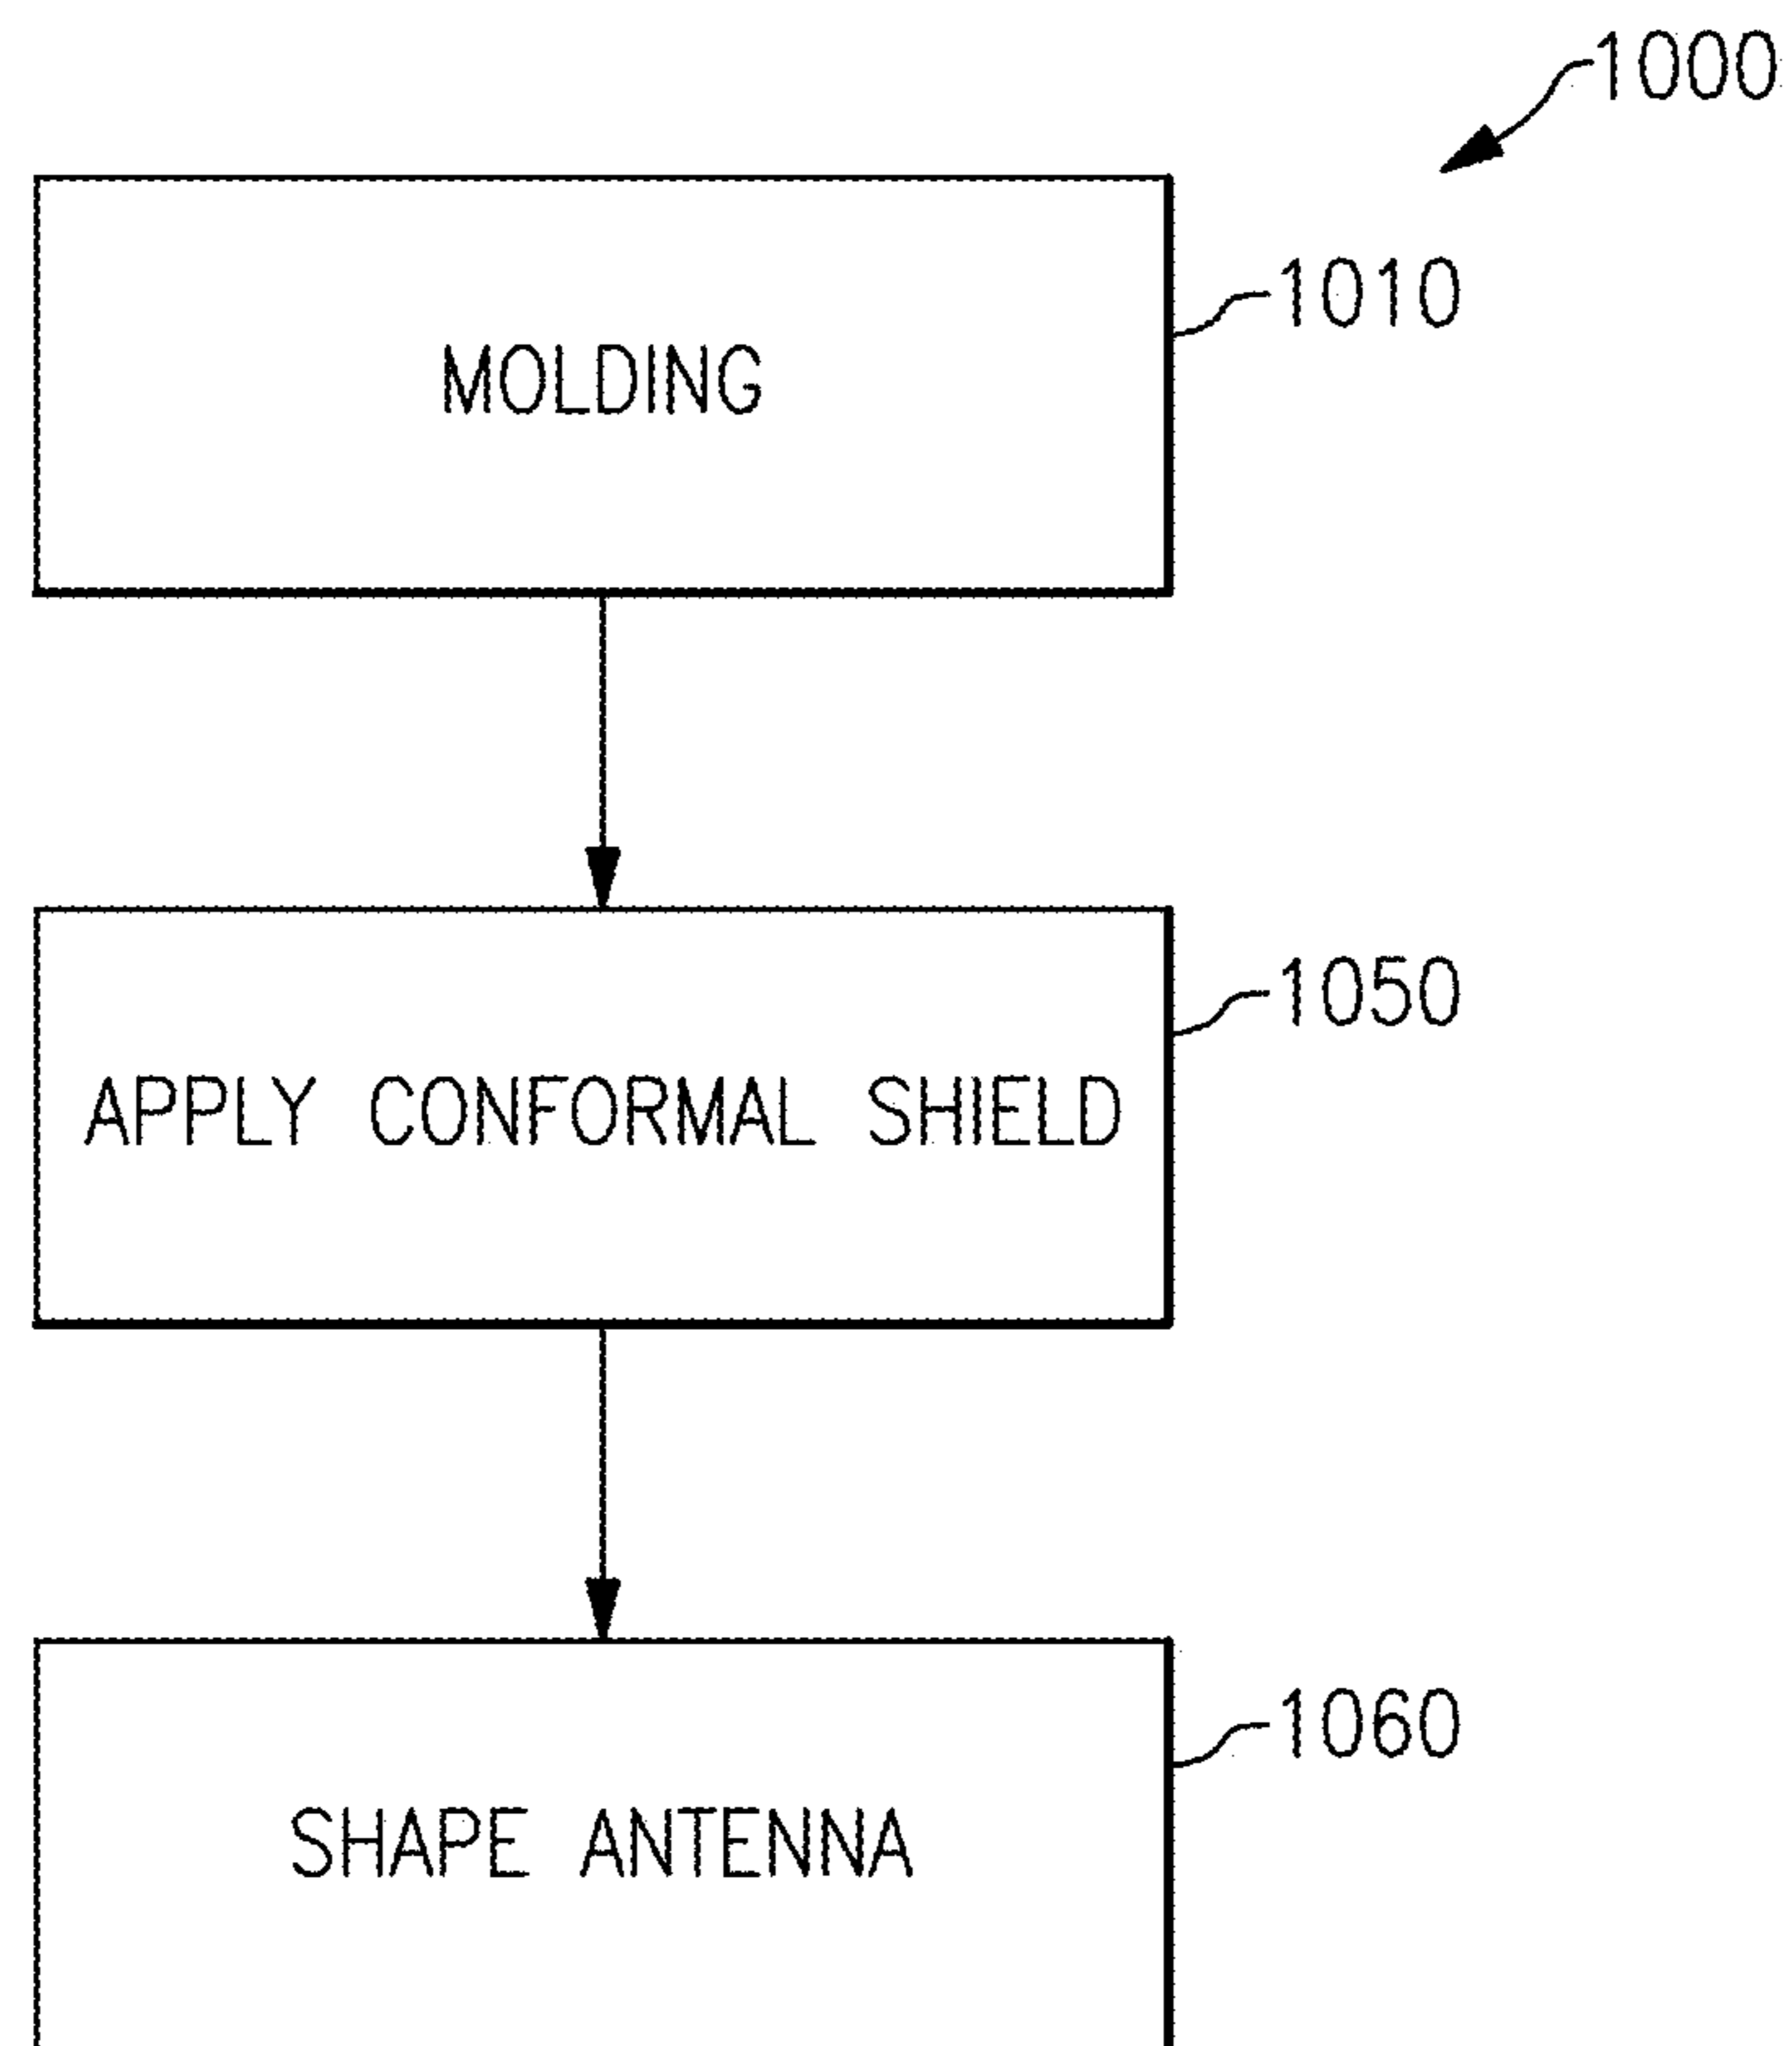 1000
1010
MOLDING
1050
APPLY CONFORMAL SHIELD
1060
SHAPE ANTENNA